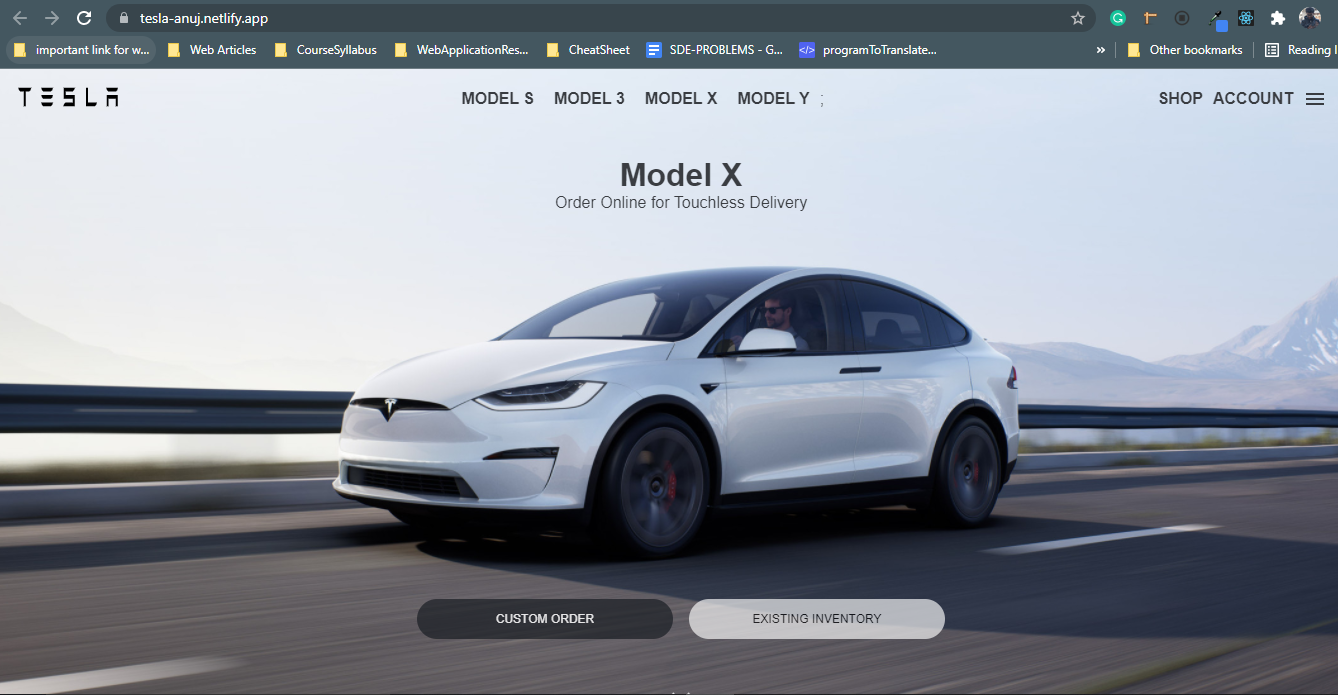 tesla-anuj.netlify.app
important link for w... Web Articles CourseSyllabus WebApplicationRes... CheatSheet SDE-PROBLEMS - G... programToTranslate... » Other bookmarks Reading l
TESLA MODEL S MODEL 3 MODEL X MODEL Y ; SHOP ACCOUNT
Model X
Order Online for Touchless Delivery
CUSTOM ORDER EXISTING INVENTORY